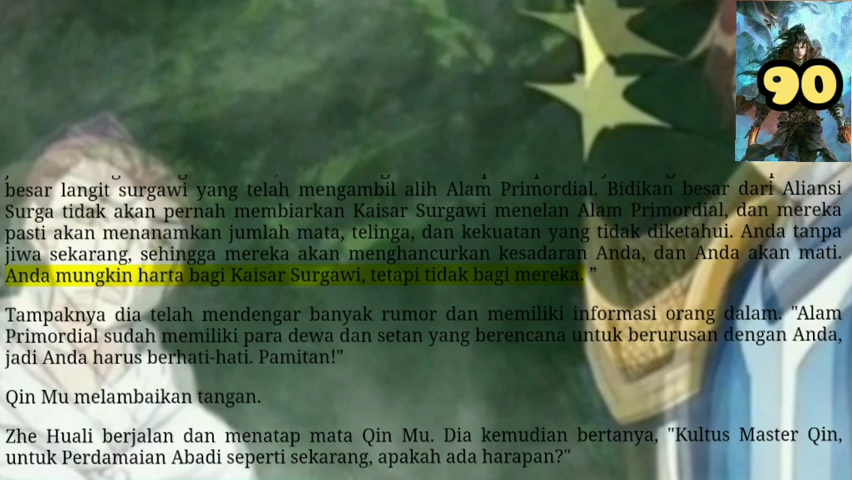 90
besar langit surgawi yang telah mengambil alih Alam Primordial. Bidikan besar dari Aliansi
Surga tidak akan pernah membiarkan Kaisar Surgawi menelan Alam Primordial, dan mereka
pasti akan menanamkan jumlah mata, telinga, dan kekuatan yang tidak diketahui. Anda tanpa
jiwa sekarang, sehingga mereka akan menghancurkan kesadaran Anda, dan Anda akan mati.
Anda mungkin harta bagi Kaisar Surgawi, tetapi tidak bagi mereka. ”
Tampaknya dia telah mendengar banyak rumor dan memiliki informasi orang dalam. "Alam
Primordial sudah memiliki para dewa dan setan yang berencana untuk berurusan dengan Anda,
jadi Anda harus berhati-hati. Pamitan!"
Qin Mu melambaikan tangan.
Zhe Huali berjalan dan menatap mata Qin Mu. Dia kemudian bertanya, "Kultus Master Qin,
untuk Perdamaian Abadi seperti sekarang, apakah ada harapan?"